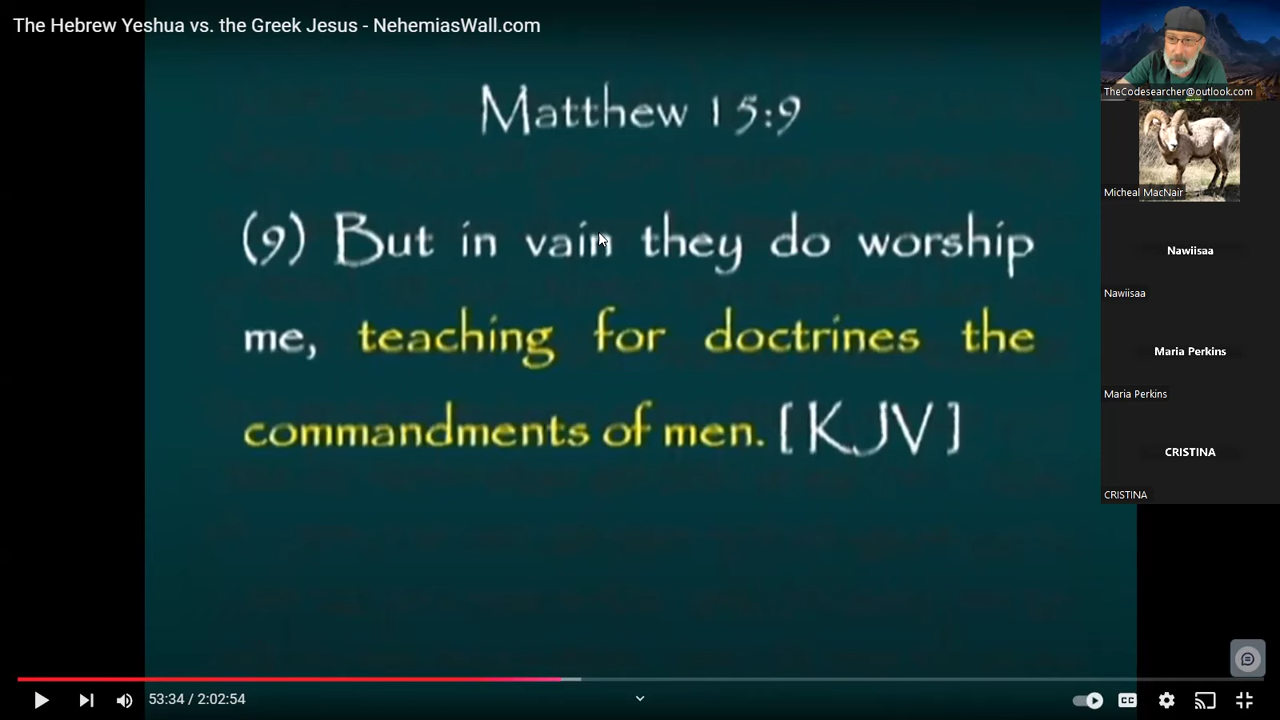 The Hebrew Yeshua vs. the Greek Jesus - NehemiasWall.com
Matthew 15:9
(9) But in vain they do worship
me, teaching for doctrines the
commandments of men. [KJV]
TheCodesearcher@outlook.com
Micheal MacNair
Nawiisaa
Nawiisaa
Maria Perkins
Maria Perkins
CRISTINA
CRISTINA
53:34 / 2:02:54
CC